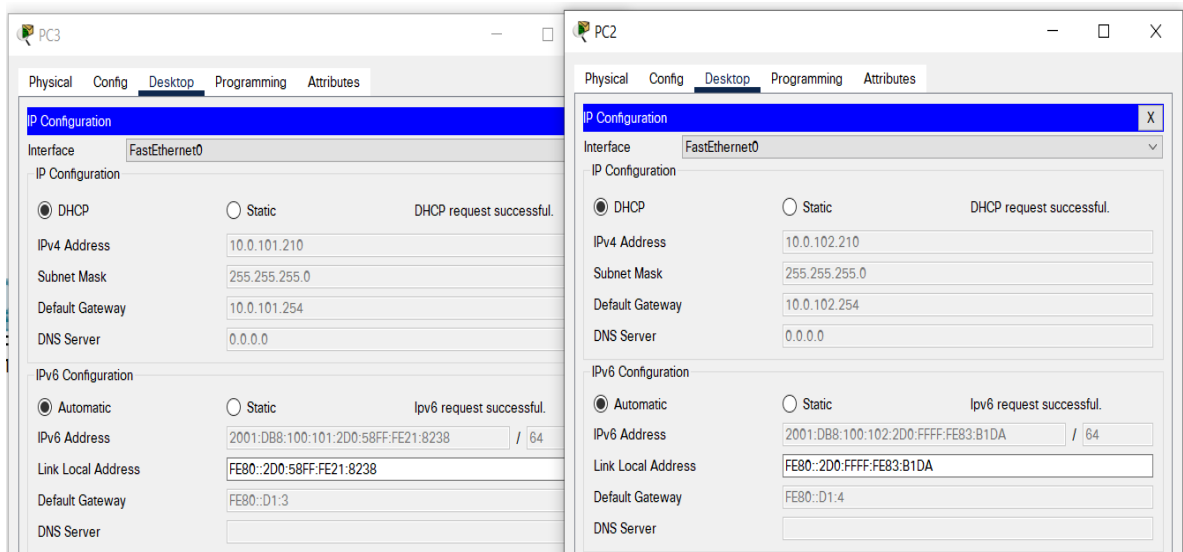 PC3
Physical Config Desktop Programming Attributes
IP Configuration
Interface FastEthernet0
IP Configuration
DHCP Static DHCP request successful.
IPv4 Address 10.0.101.210
Subnet Mask 255.255.255.0
Default Gateway 10.0.101.254
DNS Server 0.0.0.0
IPv6 Configuration
Automatic Static Ipv6 request successful.
IPv6 Address 2001:DB8:100:101:2D0:58FF:FE21:8238 / 64
Link Local Address FE80::2D0:58FF:FE21:8238
Default Gateway FE80::D1:3
DNS Server
PC2
Physical Config Desktop Programming Attributes
IP Configuration X
Interface FastEthernet0
IP Configuration
DHCP Static DHCP request successful.
IPv4 Address 10.0.102.210
Subnet Mask 255.255.255.0
Default Gateway 10.0.102.254
DNS Server 0.0.0.0
IPv6 Configuration
Automatic Static Ipv6 request successful.
IPv6 Address 2001:DB8:100:102:2D0:FFFF:FE83:B1DA / 64
Link Local Address FE80::2D0:FFFF:FE83:B1DA
Default Gateway FE80::D1:4
DNS Server